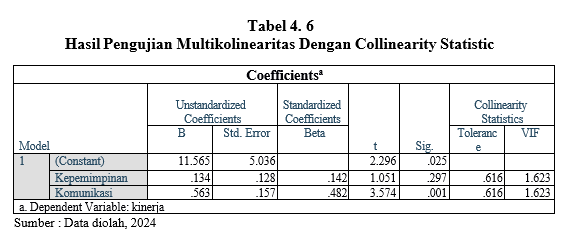 Tabel 4. 6
Hasil Pengujian Multikolinearitas Dengan Collinearity Statistic
Coefficientsᵃ
Unstandardized Coefficients Standardized Coefficients Collinearity Statistics
Model B Std. Error Beta t Sig. Toleranc e VIF
1 (Constant) 11.565 5.036 2.296 .025
Kepemimpinan .134 .128 .142 1.051 .297 .616 1.623
Komunikasi .563 .157 .482 3.574 .001 .616 1.623
a. Dependent Variable: kinerja
Sumber : Data diolah, 2024